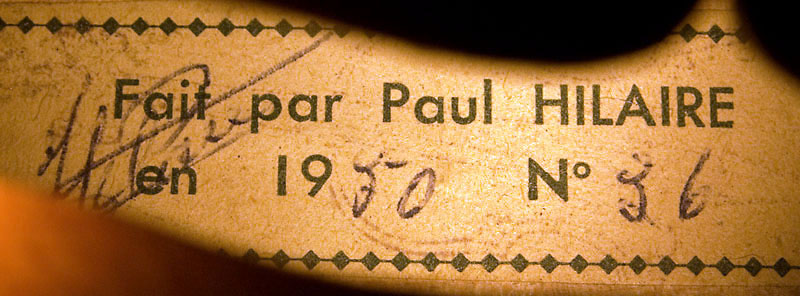 Fait par Paul HILAIRE
en 1950 N° 36